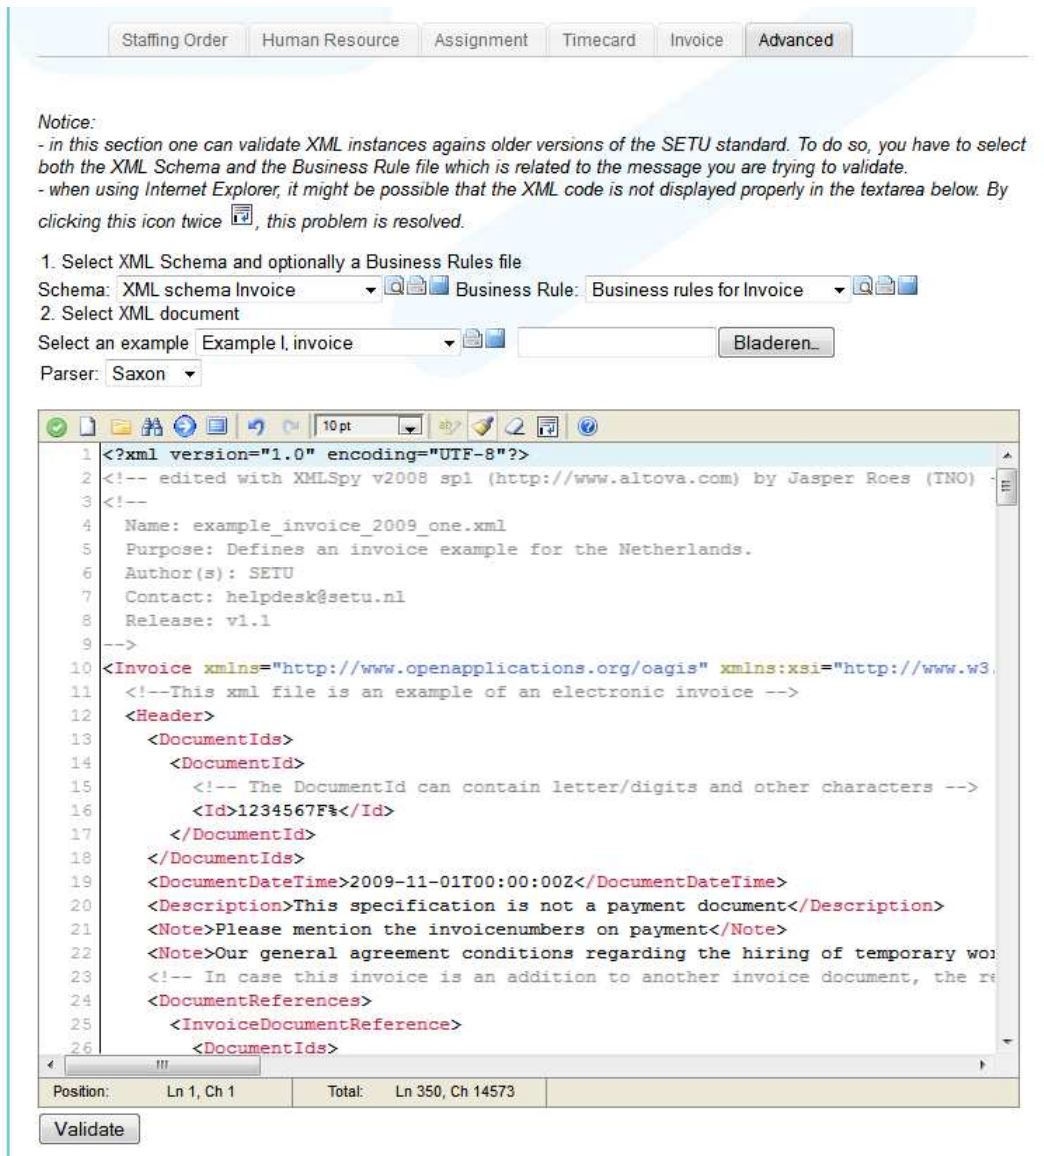 Staffing Order Human Resource Assignment Timecard Invoice Advanced
Notice:
- in this section one can validate XML instances agains older versions of the SETU standard. To do so, you have to select
both the XML Schema and the Business Rule file which is related to the message you are trying to validate.
- when using Internet Explorer, it might be possible that the XML code is not displayed properly in the textarea below. By
clicking this icon twice , this problem is resolved.
1. Select XML Schema and optionally a Business Rules file
Schema: XML schema Invoice Business Rule: Business rules for Invoice
2. Select XML document
Select an example Example I, invoice Bladeren...
Parser: Saxon
10 pt
1 <?xml version="1.0" encoding="UTF-8"?>
2 <!-- edited with XMLSpy v2008 sp1 (http://www.altova.com) by Jasper Roes (TNO) -
3 <!--
4 Name: example_invoice_2009_one.xml
5 Purpose: Defines an invoice example for the Netherlands.
6 Author(s): SETU
7 Contact: helpdesk@setu.nl
8 Release: v1.1
9 -->
10 <Invoice xmlns="http://www.openapplications.org/oagis" xmlns:xsi="http://www.w3.
11 <!--This xml file is an example of an electronic invoice -->
12 <Header>
13 <DocumentIds>
14 <DocumentId>
15 <!-- The DocumentId can contain letter/digits and other characters -->
16 <Id>1234567F%</Id>
17 </DocumentId>
18 </DocumentIds>
19 <DocumentDateTime>2009-11-01T00:00:00Z</DocumentDateTime>
20 <Description>This specification is not a payment document</Description>
21 <Note>Please mention the invoicenumbers on payment</Note>
22 <Note>Our general agreement conditions regarding the hiring of temporary wor
23 <!-- In case this invoice is an addition to another invoice document, the re
24 <DocumentReferences>
25 <InvoiceDocumentReference>
26 <DocumentIds>
Position: Ln 1, Ch 1 Total: Ln 350, Ch 14573
Validate